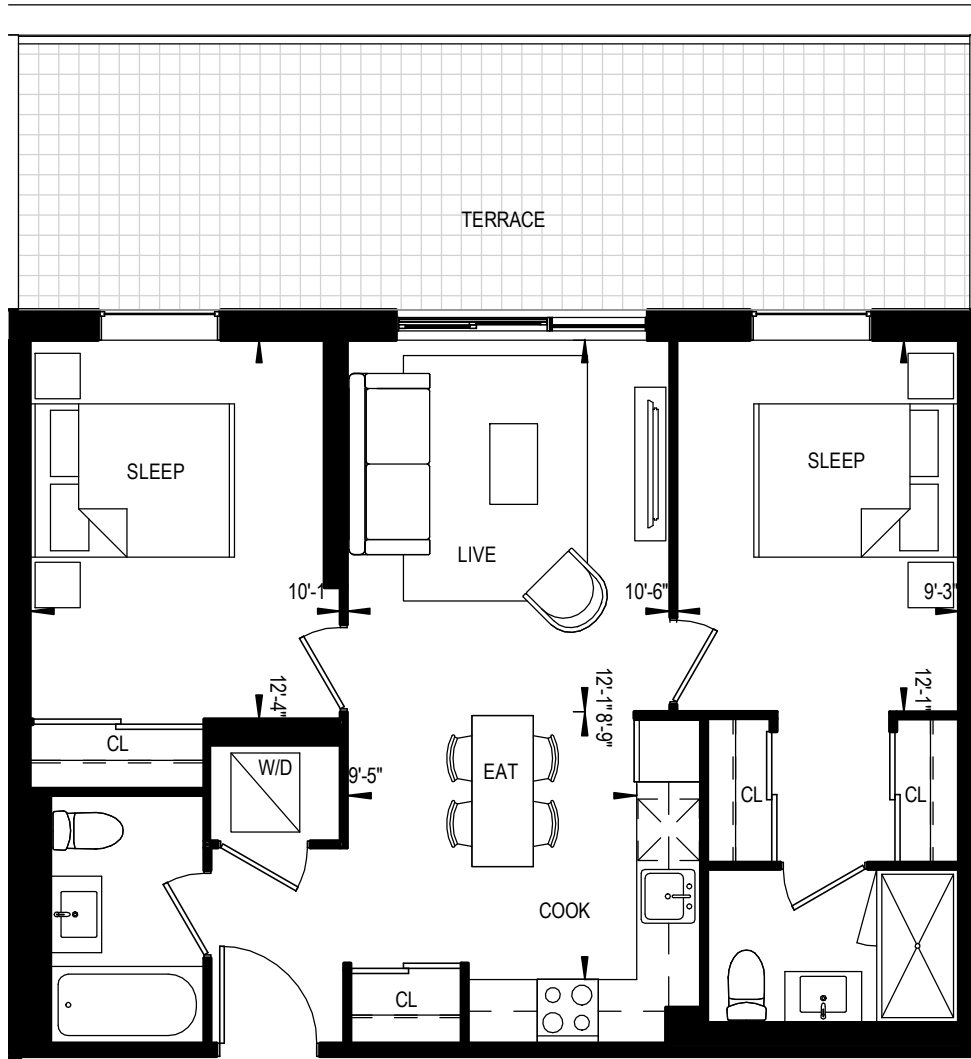 TERRACE
SLEEP
SLEEP
LIVE
10'-1
10'-6"
9'-3"
12'-4"
12'-1"
8'-9"
12'-1"
CL
W/D
9'-5"
EAT
CL
CL
COOK
CL